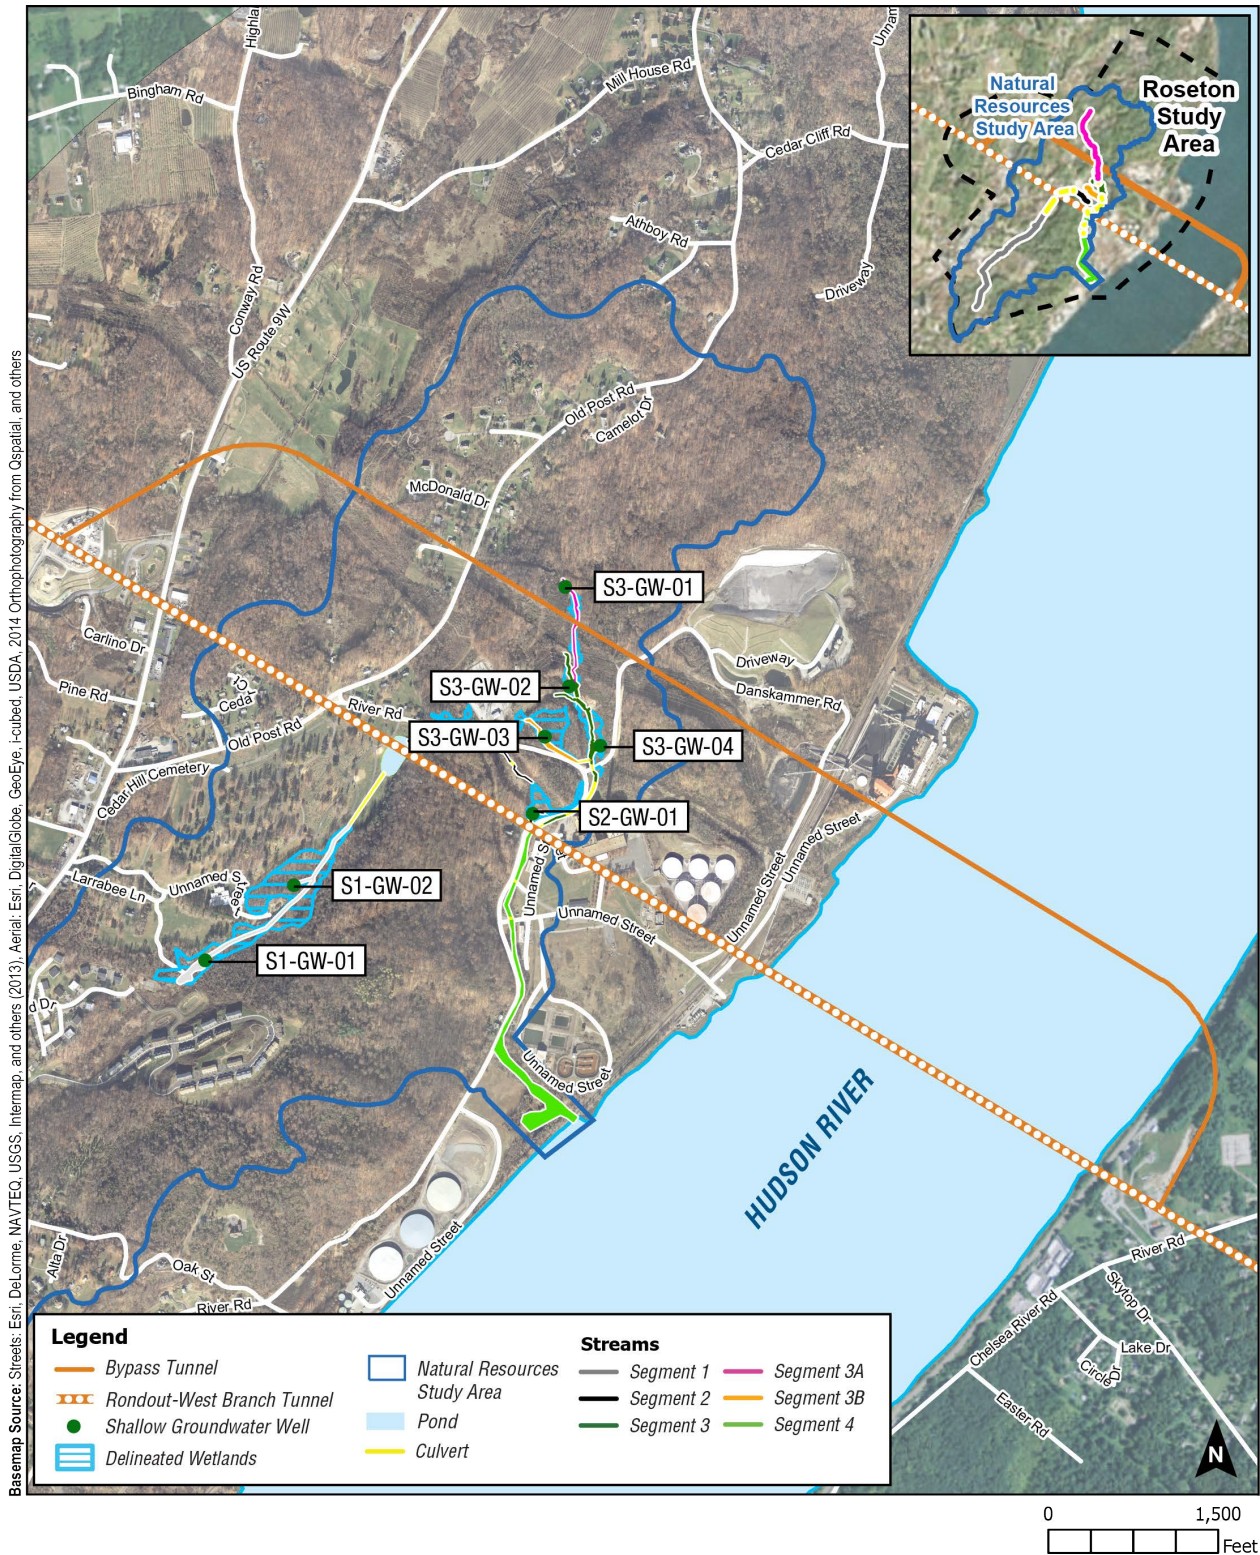 Highla
Unnam
Bingham Rd
Mill House Rd
Cedar Cliff Rd
Natural
Resources
Study Area
Roseton
Study
Area
Athboy Rd
Driveway
Conway Rd
US Route 9W
Old Post Rd
Camelot Dr
McDonald Dr
S3-GW-01
Carlino Dr
Driveway
Pine Rd
Ceda
Ct
S3-GW-02
Danskammer Rd
River Rd
Old Post Rd
S3-GW-03
S3-GW-04
Cedar Hill Cemetery
S2-GW-01
Unnamed Street
Larrabee Ln
Unnamed Street
S1-GW-02
Unnamed S
Unnamed Street
Unnamed Street
S1-GW-01
d Dr
Unnamed Street
HUDSON RIVER
Alta Dr
Oak St
Unnamed Street
River Rd
River Rd
Skytop Dr
Chelsea River Rd
Lake Dr
Circle Dr
Easter Rd
Legend
Bypass Tunnel
Rondout-West Branch Tunnel
Shallow Groundwater Well
Delineated Wetlands
Natural Resources
Study Area
Pond
Culvert
Streams
Segment 1
Segment 2
Segment 3
Segment 3A
Segment 3B
Segment 4
N
0 1,500
Feet
Basemap Source: Streets: Esri, DeLorme, NAVTEQ, USGS, Intermap, and others (2013), Aerial: Esri, DigitalGlobe, GeoEye, i-cubed, USDA, 2014 Orthophotography from Qspatial, and others